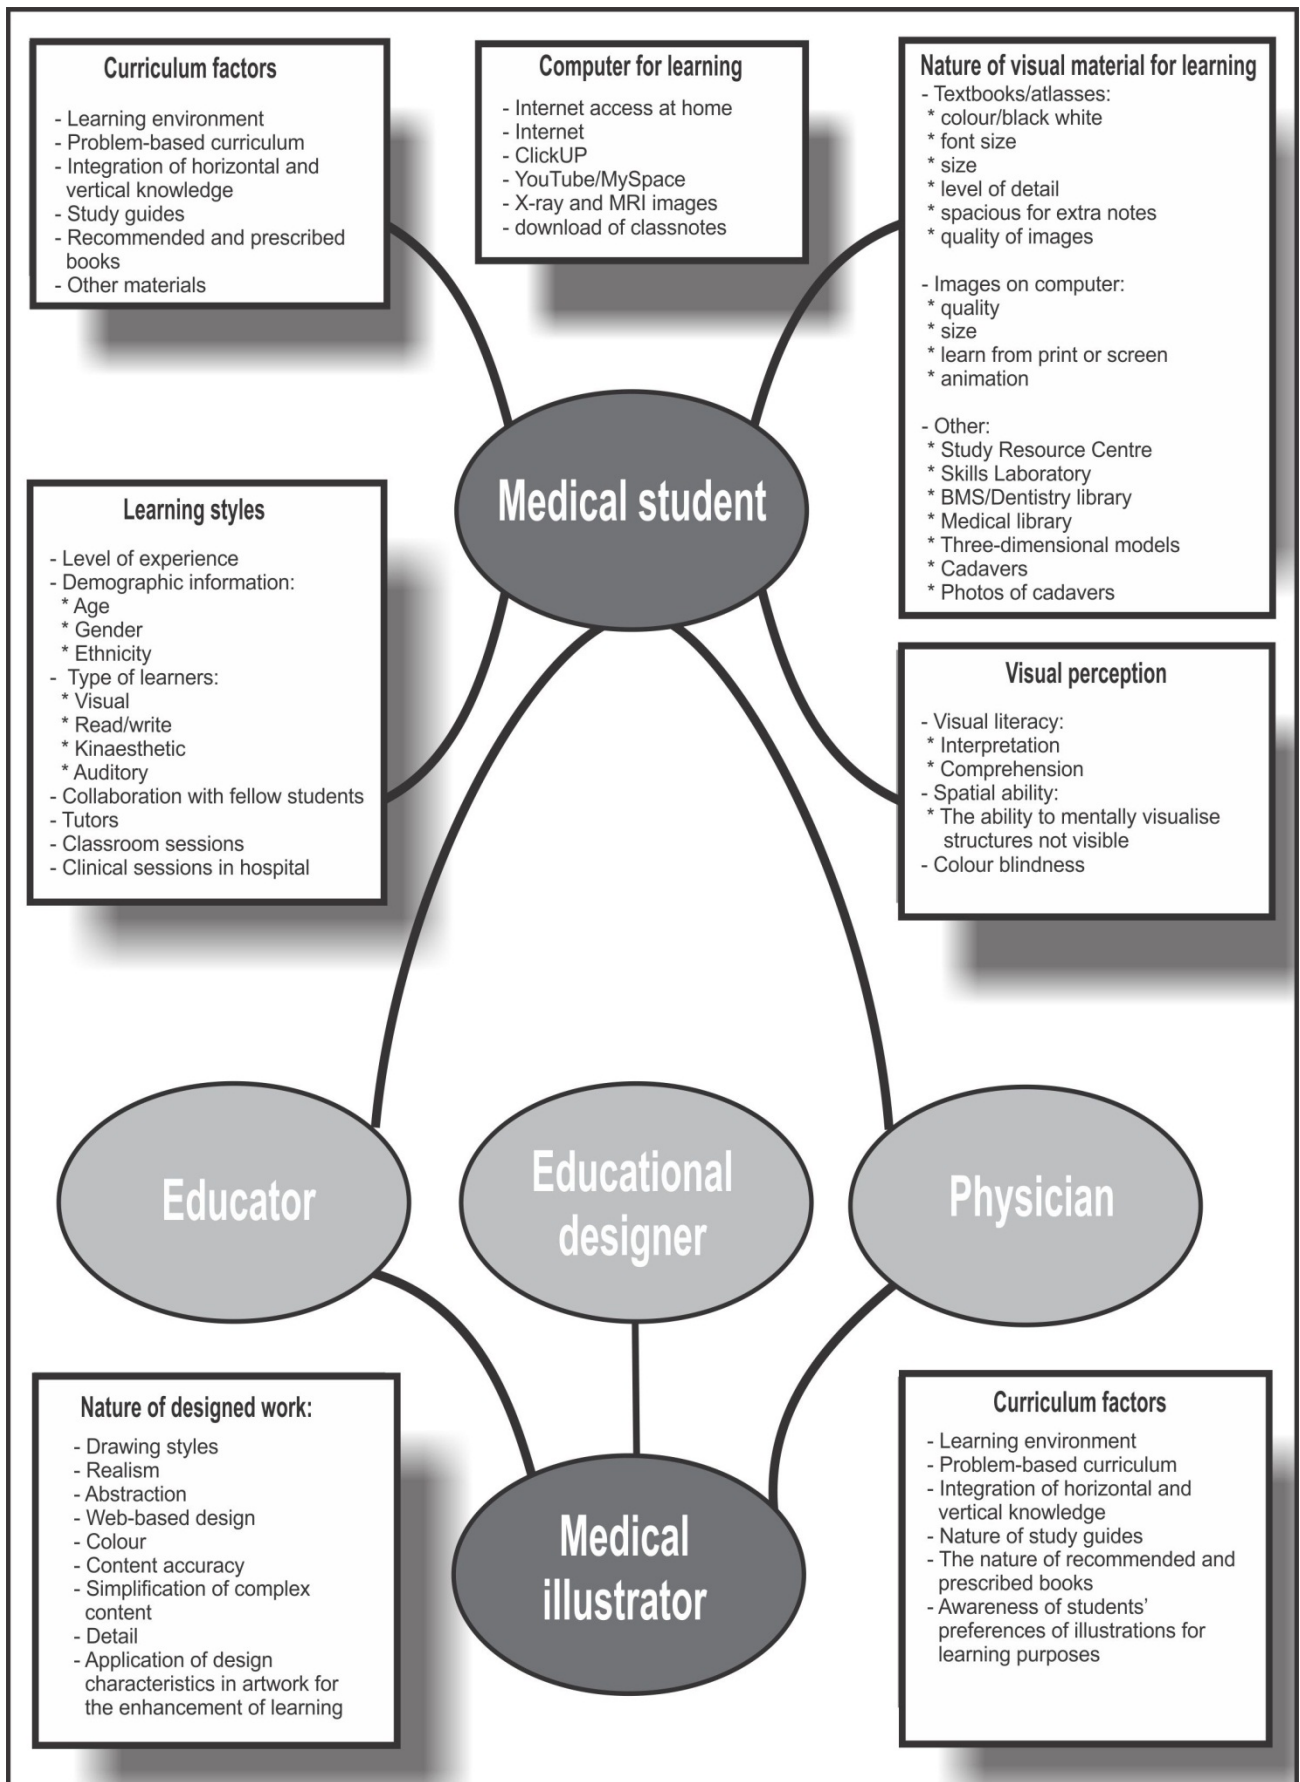 Curriculum factors
- Learning environment
- Problem-based curriculum
- Integration of horizontal and
vertical knowledge
- Study guides
- Recommended and prescribed
books
- Other materials
Computer for learning
- Internet access at home
- Internet
- ClickUP
- YouTube/MySpace
- X-ray and MRI images
- download of classnotes
Nature of visual material for learning
- Textbooks/atlasses:
* colour/black white
* font size
* size
* level of detail
* spacious for extra notes
* quality of images
- Images on computer:
* quality
* size
* learn from print or screen
* animation
- Other:
* Study Resource Centre
* Skills Laboratory
* BMS/Dentistry library
* Medical library
* Three-dimensional models
* Cadavers
* Photos of cadavers
Medical student
Learning styles
- Level of experience
- Demographic information:
* Age
* Gender
* Ethnicity
- Type of learners:
* Visual
* Read/write
* Kinaesthetic
* Auditory
- Collaboration with fellow students
- Tutors
- Classroom sessions
- Clinical sessions in hospital
Visual perception
- Visual literacy:
* Interpretation
* Comprehension
- Spatial ability:
* The ability to mentally visualise
structures not visible
- Colour blindness
Educator
Educational
designer
Physician
Nature of designed work:
- Drawing styles
- Realism
- Abstraction
- Web-based design
- Colour
- Content accuracy
- Simplification of complex
content
- Detail
- Application of design
characteristics in artwork for
the enhancement of learning
Medical
illustrator
Curriculum factors
- Learning environment
- Problem-based curriculum
- Integration of horizontal and
vertical knowledge
- Nature of study guides
- The nature of recommended and
prescribed books
- Awareness of students'
preferences of illustrations for
learning purposes